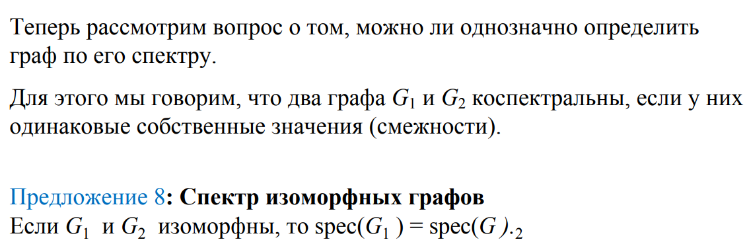 Теперь рассмотрим вопрос о том, можно ли однозначно определить
граф по его спектру.
Для этого мы говорим, что два графа G₁ и G₂ коспектральны, если у них
одинаковые собственные значения (смежности).
Предложение 8: Спектр изоморфных графов
Если G₁ и G₂ изоморфны, то spec(G₁ ) = spec(G ).₂